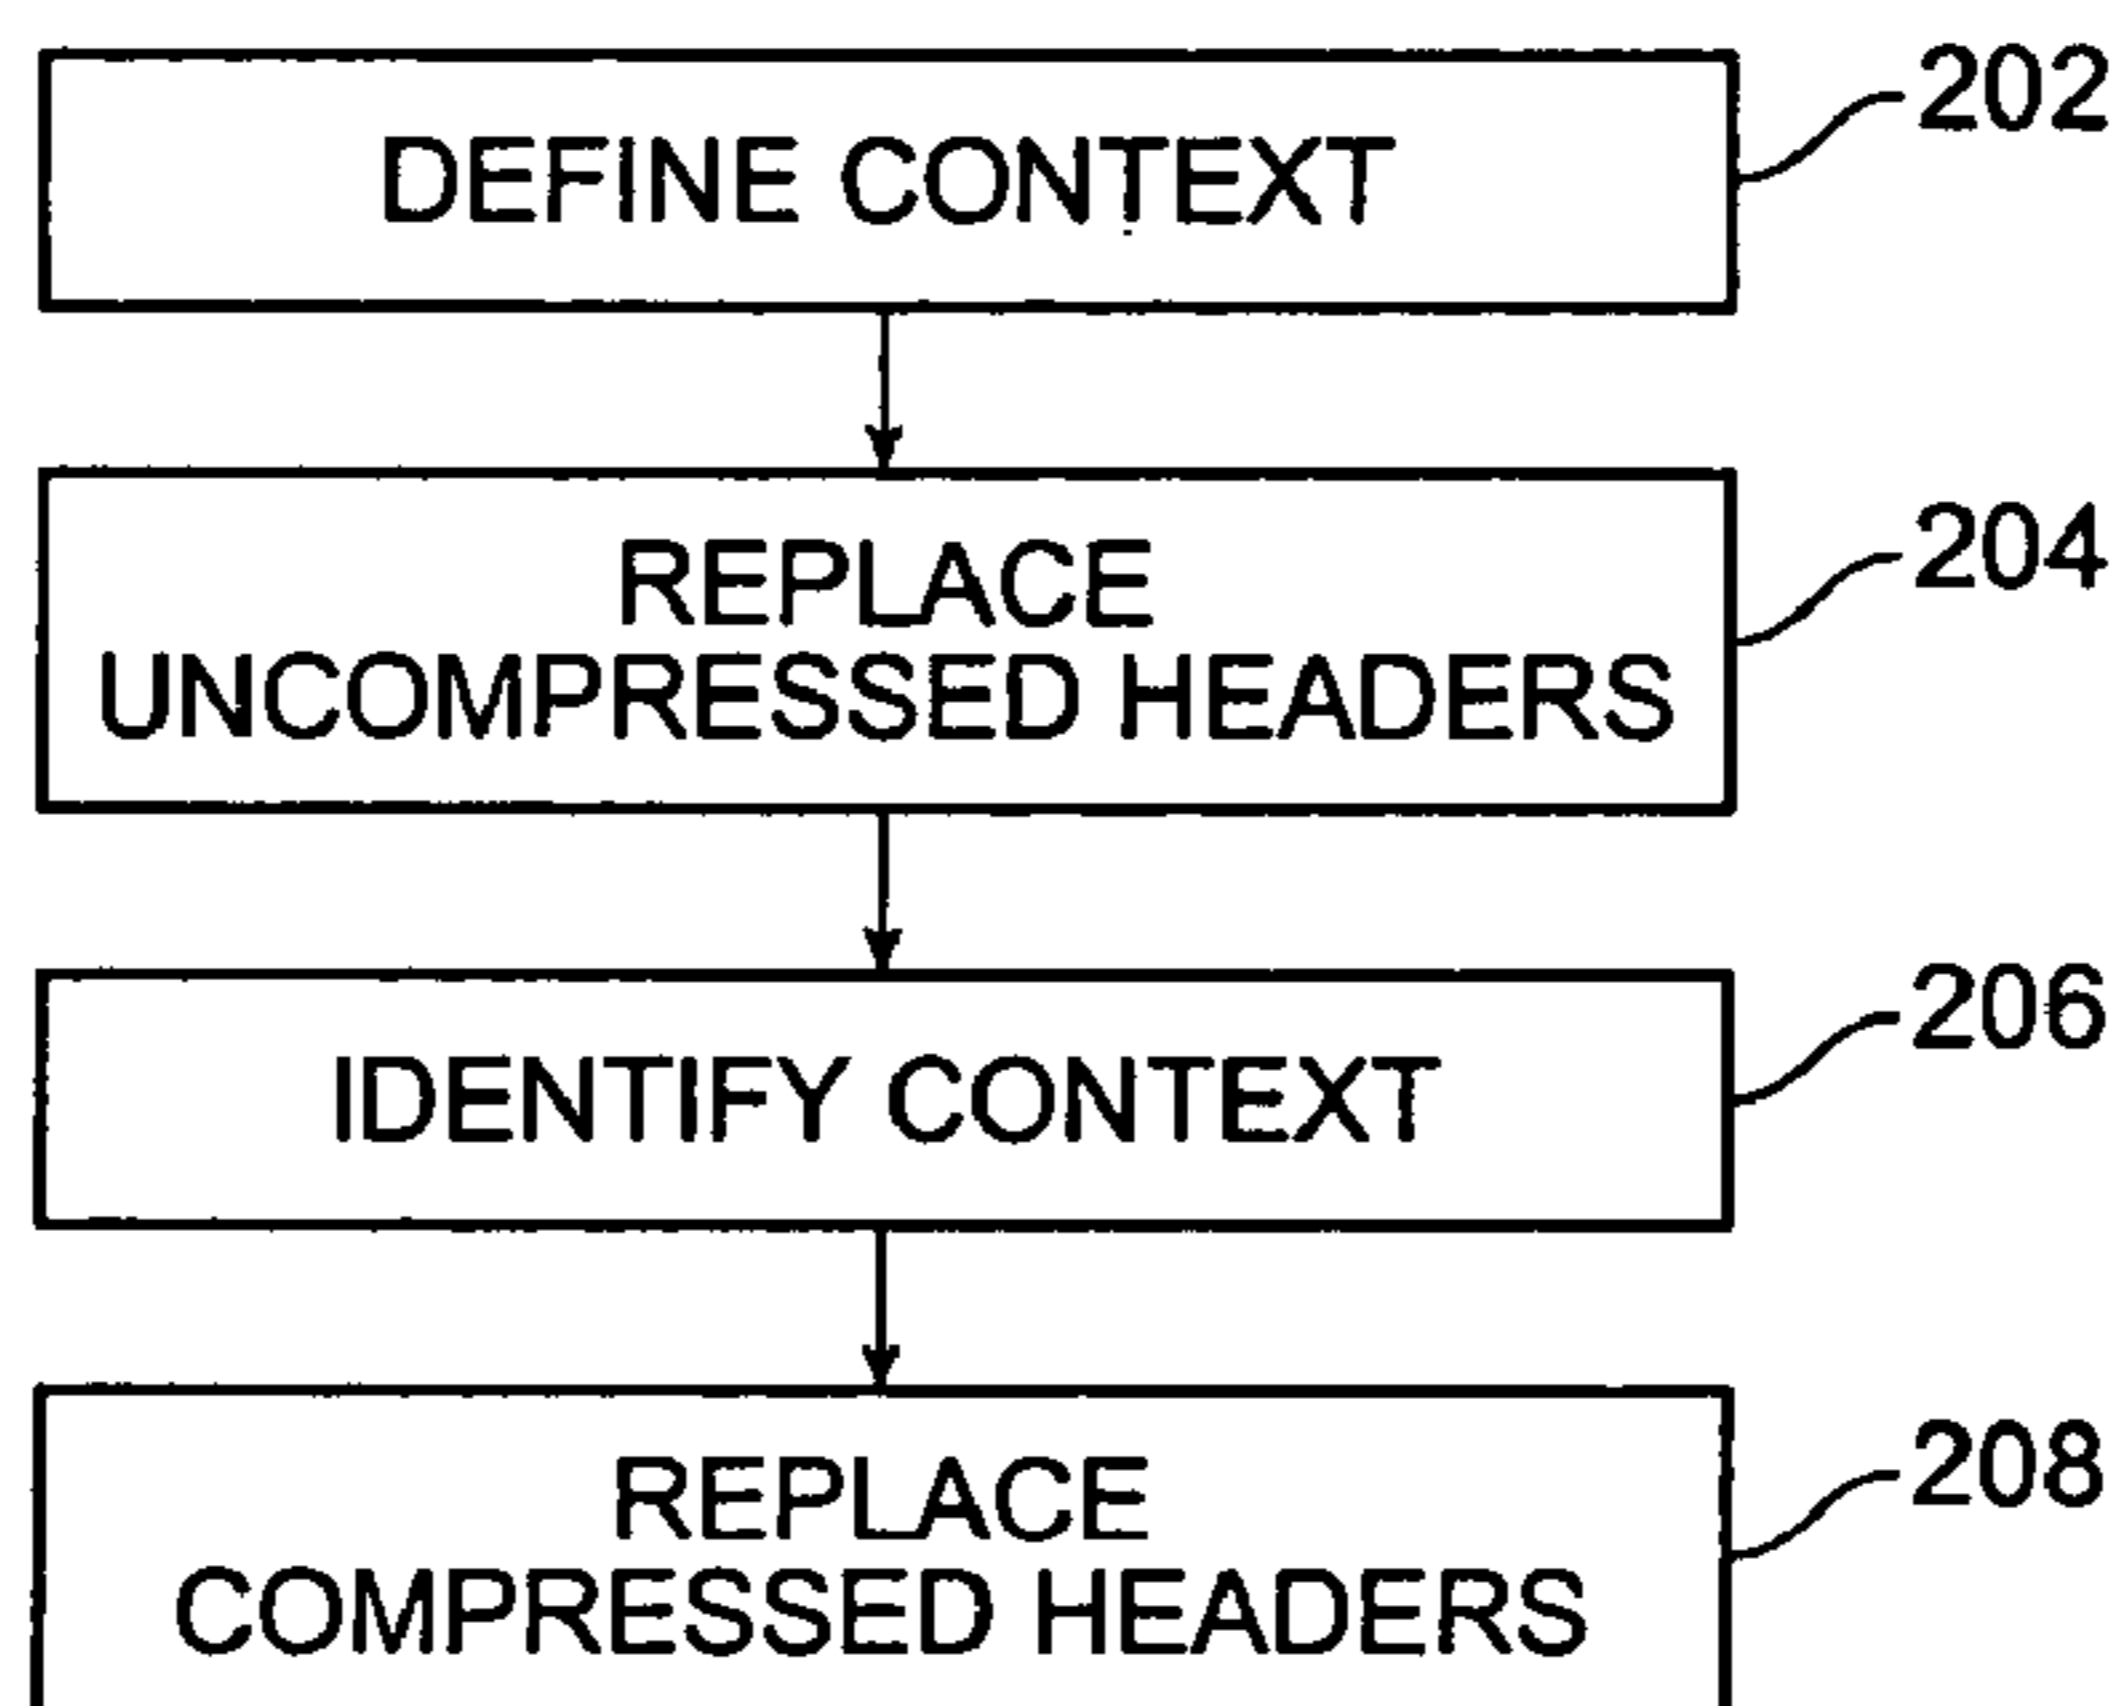 DEFINE CONTEXT
202
REPLACE
UNCOMPRESSED HEADERS
204
IDENTIFY CONTEXT
206
REPLACE
COMPRESSED HEADERS
208